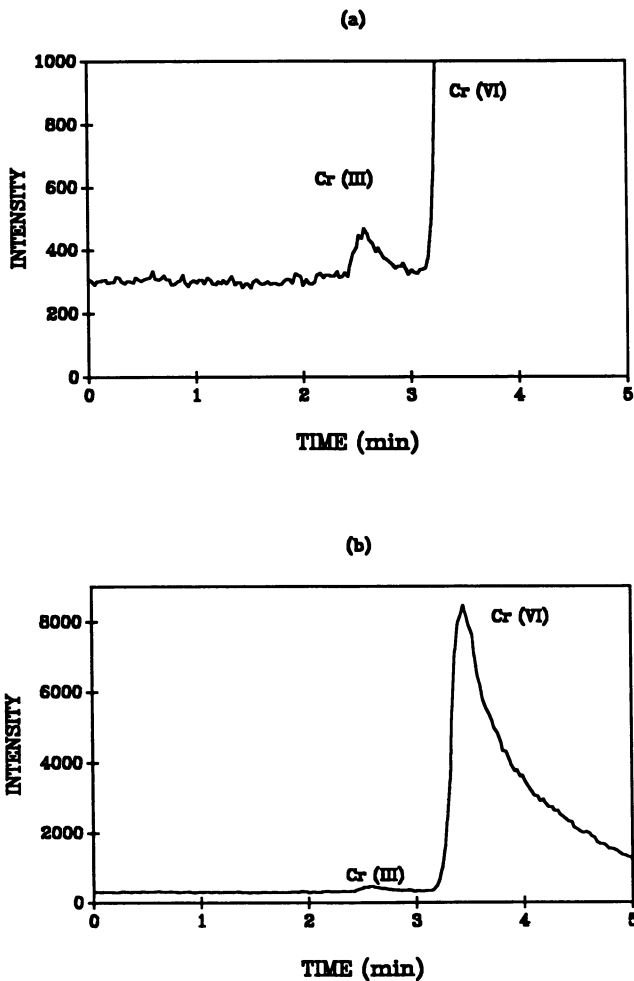 (a)
1000
Cr (VI)
800
Cr (III)
600
INTENSITY
400
200
0
0 1 2 3 4 5
TIME (min)
(b)
8000
Cr (VI)
6000
INTENSITY
4000
2000
Cr (III)
0
0 1 2 3 4 5
TIME (min)